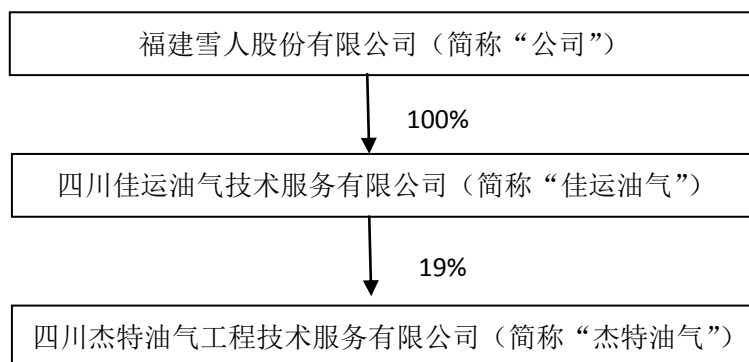 福建雪人股份有限公司（简称“公司”）
100%
四川佳运油气技术服务有限公司（简称“佳运油气”）
19%
四川杰特油气工程技术服务有限公司（简称“杰特油气”）